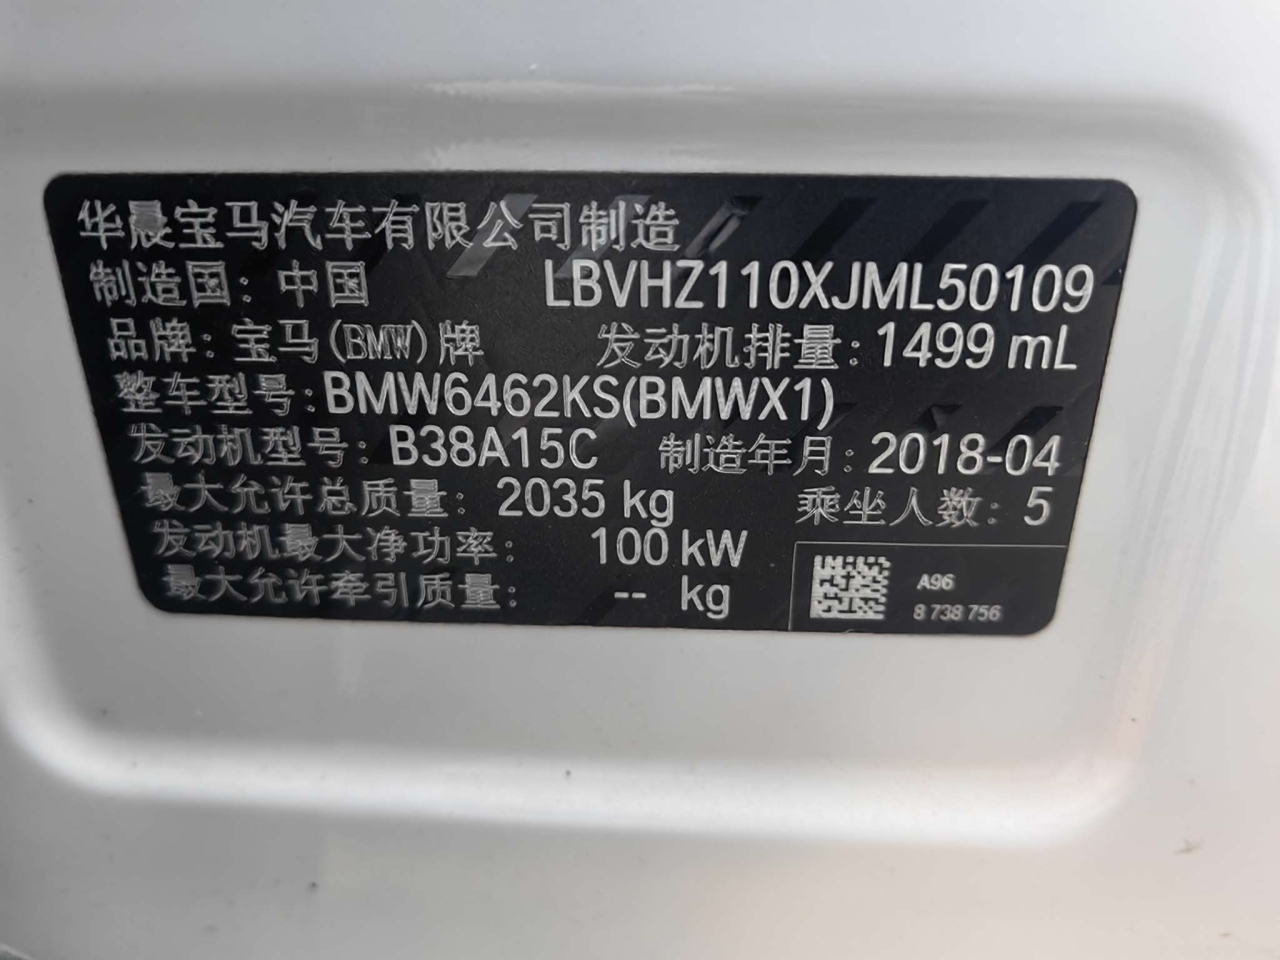 华晨宝马汽车有限公司制造
制造国: 中国 LBVHZ110XJML50109
品牌: 宝马(BMW)牌 发动机排量: 1499 mL
整车型号: BMW6462KS(BMWX1)
发动机型号: B38A15C 制造年月: 2018-04
最大允许总质量: 2035 kg 乘坐人数: 5
发动机最大净功率: 100 kW
最大允许牵引质量: -- kg
A96
8 738 756